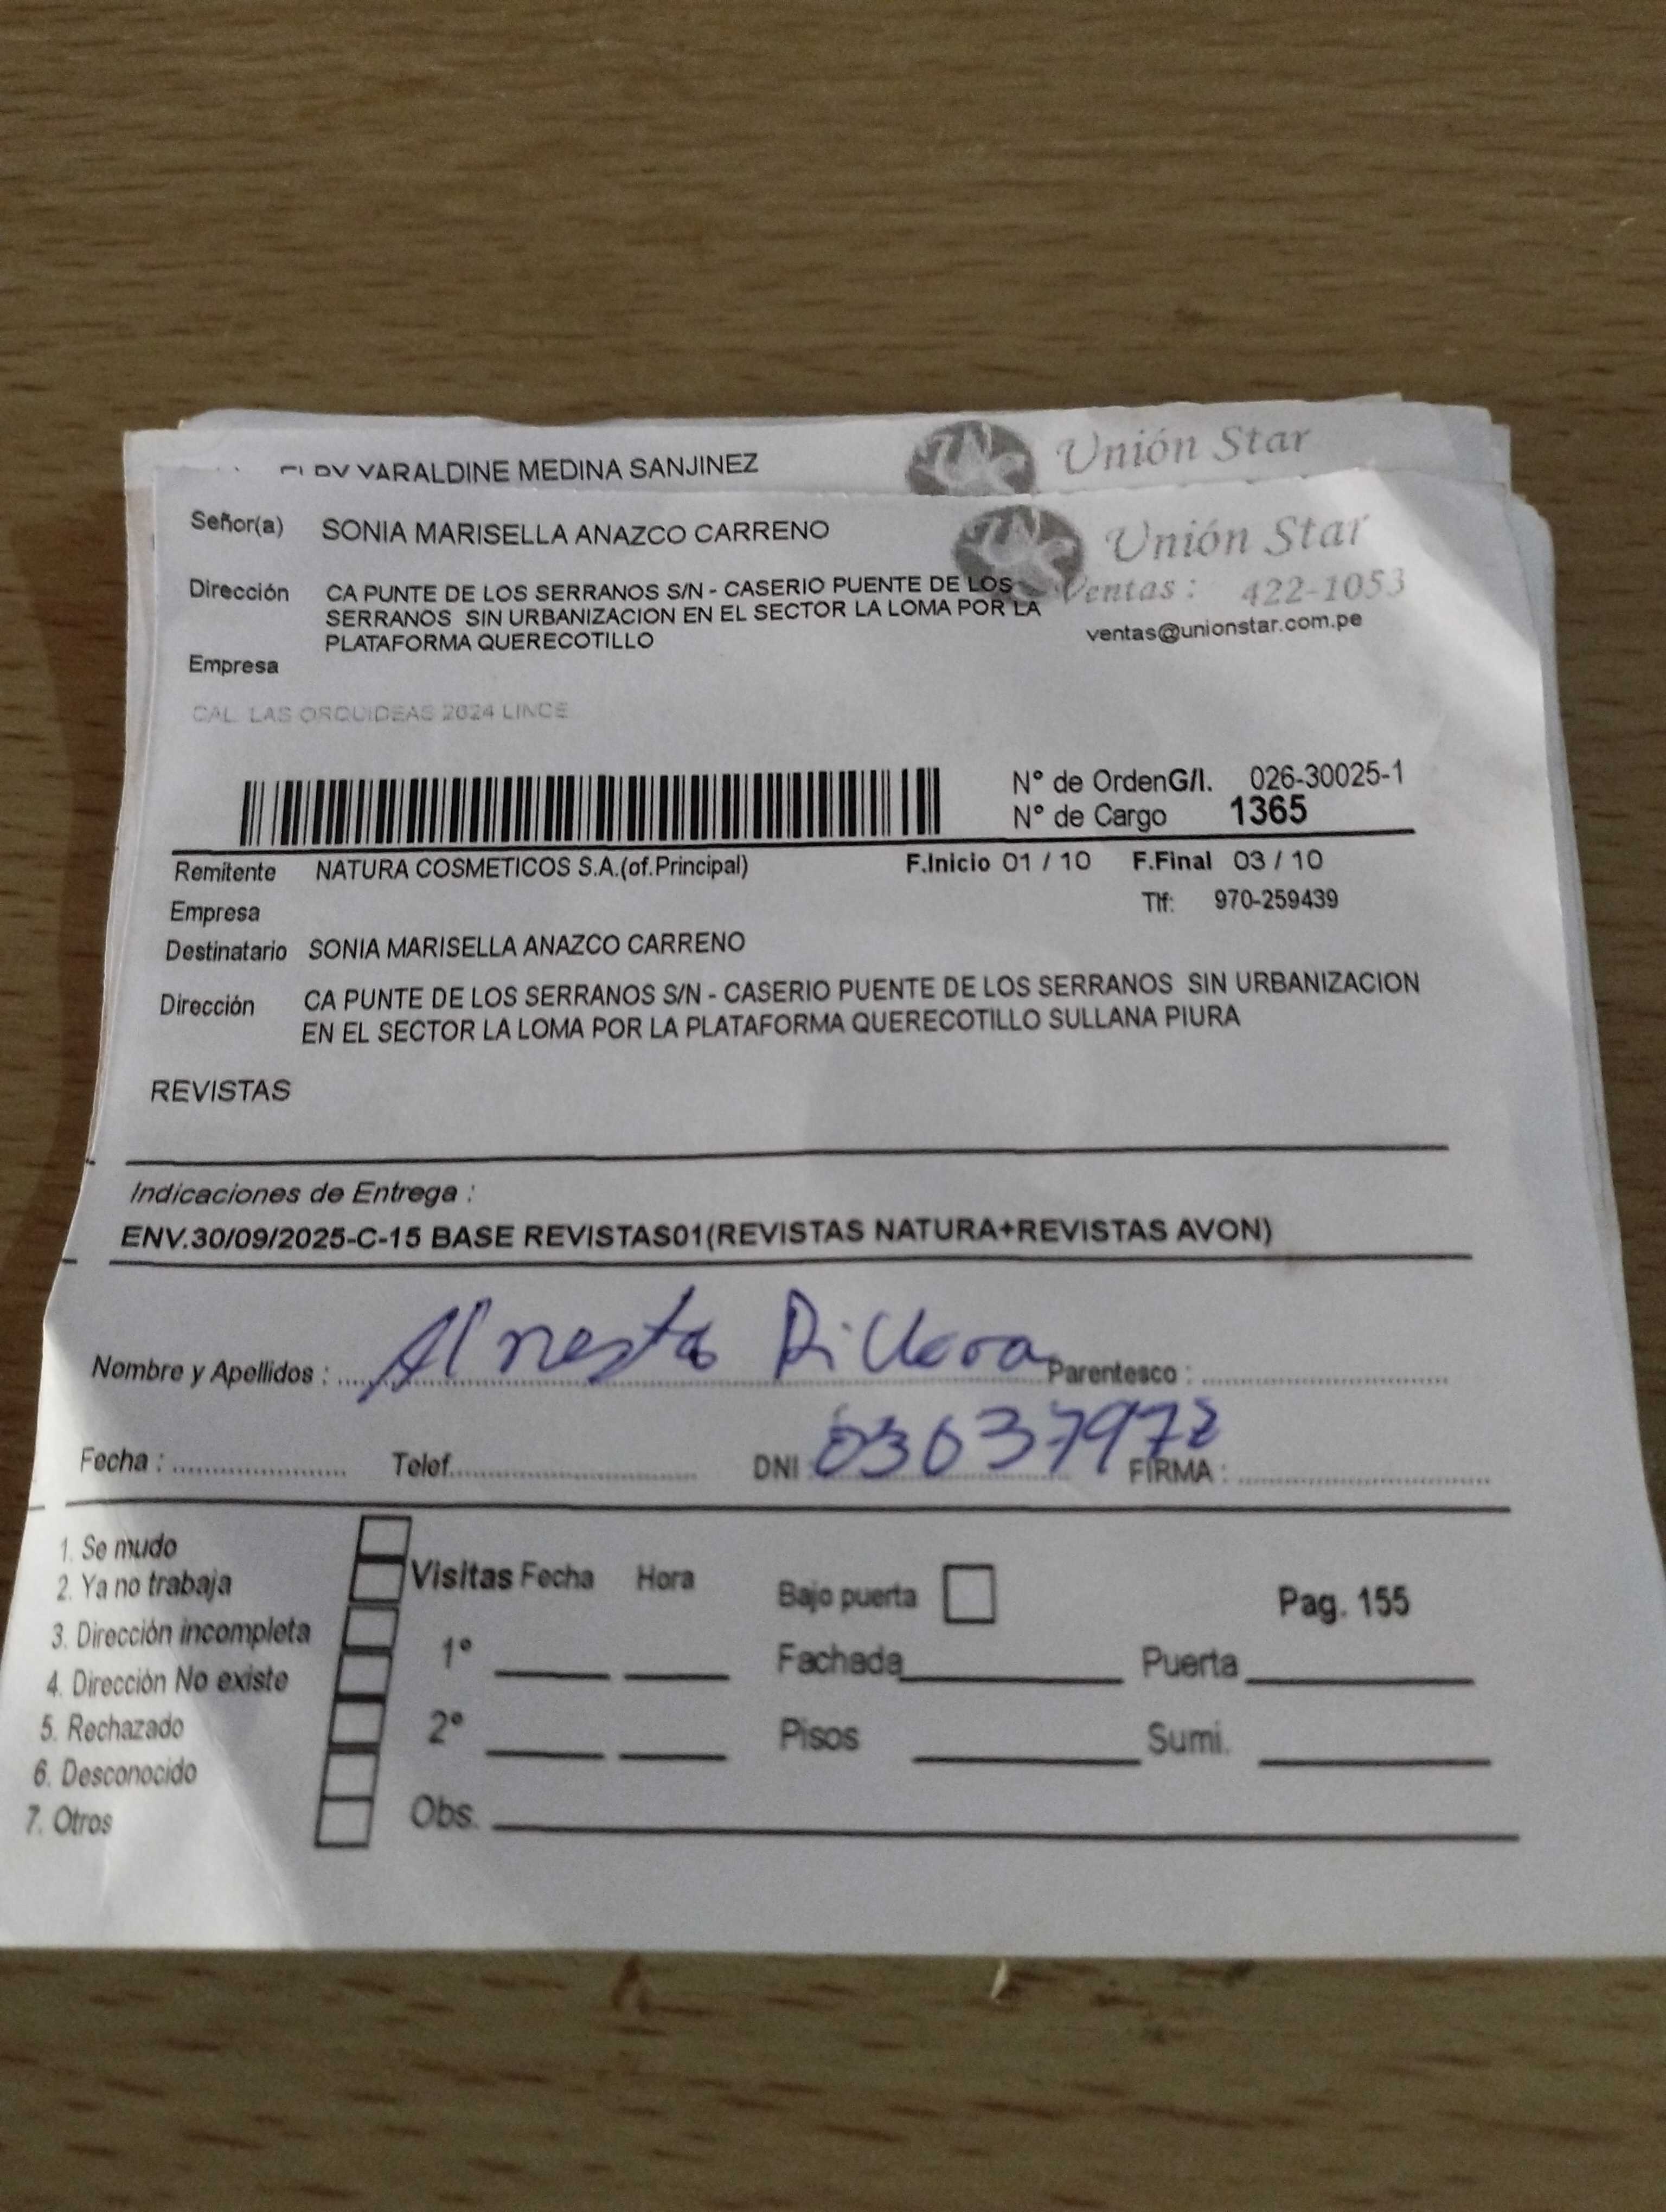 YARALDINE MEDINA SANJINEZ
Unión Star
Señor(a) SONIA MARISELLA ANAZCO CARRENO
Unión Star
Dirección CA PUNTE DE LOS SERRANOS S/N - CASERIO PUENTE DE LOS
SERRANOS SIN URBANIZACION EN EL SECTOR LA LOMA POR LA
PLATAFORMA QUERECOTILLO
Ventas : 422-1053
ventas@unionstar.com.pe
Empresa
CAL. LAS ORQUIDEAS 2024 LINCE
N° de OrdenG/I. 026-30025-1
N° de Cargo 1365
Remitente NATURA COSMETICOS S.A.(of.Principal) F.Inicio 01 / 10 F.Final 03 / 10
Empresa Tlf: 970-259439
Destinatario SONIA MARISELLA ANAZCO CARRENO
Dirección CA PUNTE DE LOS SERRANOS S/N - CASERIO PUENTE DE LOS SERRANOS SIN URBANIZACION
EN EL SECTOR LA LOMA POR LA PLATAFORMA QUERECOTILLO SULLANA PIURA
REVISTAS
Indicaciones de Entrega :
ENV.30/09/2025-C-15 BASE REVISTAS01(REVISTAS NATURA+REVISTAS AVON)
Nombre y Apellidos : Parentesco :
Fecha : Telef. DNI 03637972 FIRMA :
1. Se mudo
2. Ya no trabaja
3. Dirección incompleta
4. Dirección No existe
5. Rechazado
6. Desconocido
7. Otros
Visitas Fecha Hora
1°
2°
Obs.
Bajo puerta
Pag. 155
Fachada Puerta
Pisos Sumi.